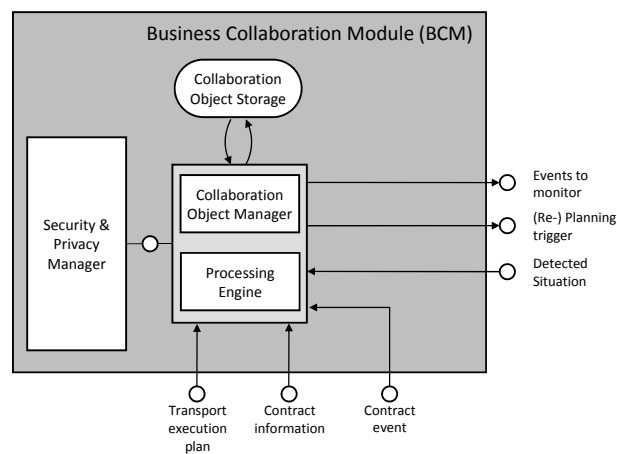 Business Collaboration Module (BCM)
Collaboration
Object Storage
Security &
Privacy
Manager
Collaboration
Object Manager
Processing
Engine
Events to
monitor
(Re-) Planning
trigger
Detected
Situation
Transport
execution
plan
Contract
information
Contract
event